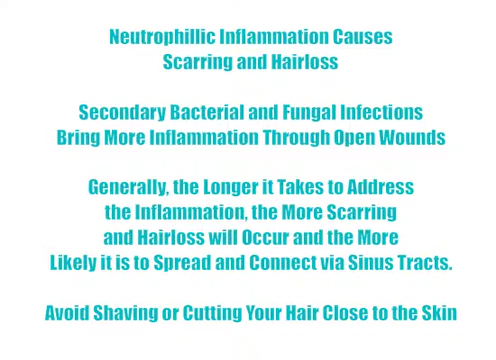 Neutrophillic Inflammation Causes
Scarring and Hairloss
Secondary Bacterial and Fungal Infections
Bring More Inflammation Through Open Wounds
Generally, the Longer it Takes to Address
the Inflammation, the More Scarring
and Hairloss will Occur and the More
Likely it is to Spread and Connect via Sinus Tracts.
Avoid Shaving or Cutting Your Hair Close to the Skin